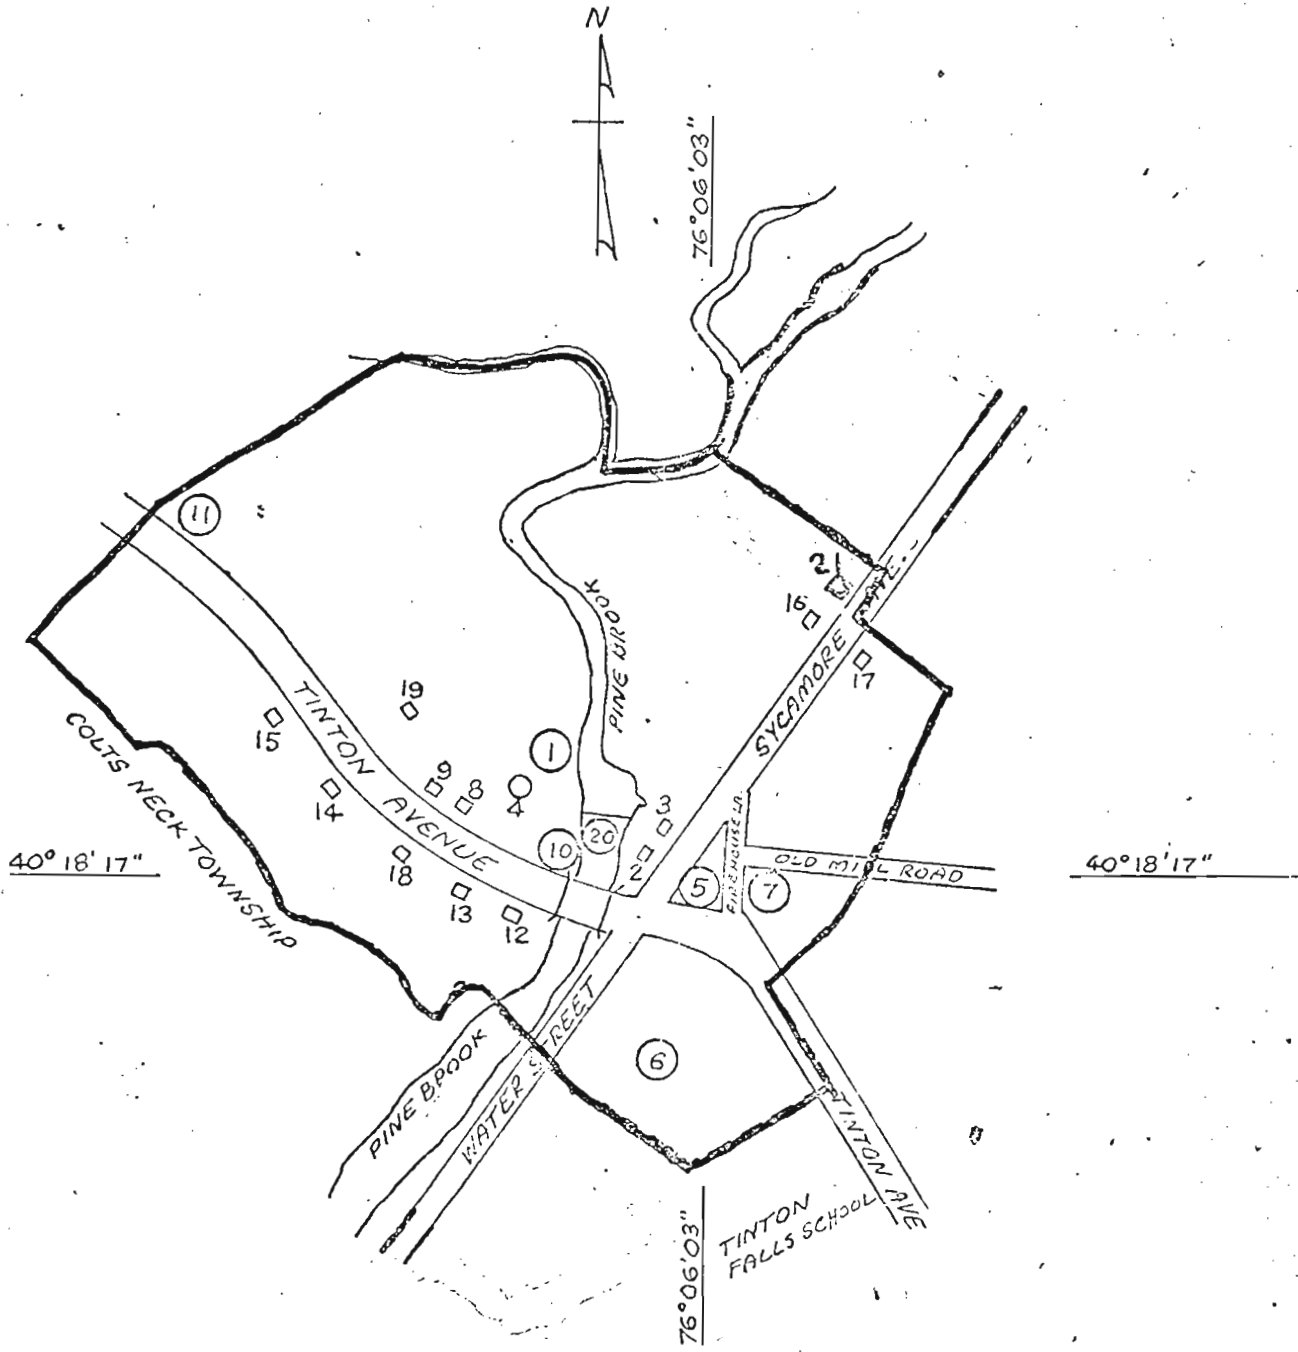 N
76°06'03"
11
21
16
17
SYCAMORE AVE.
PINE BROOK
19
15
TINTON AVENUE
1
9
8
4
14
3
COLTS NECK TOWNSHIP
20
10
2
FIREHOUSE LA.
OLD MILL ROAD
40°18'17"
40°18'17"
18
5
7
13
12
PINE BROOK
WATER STREET
6
TINTON AVE
TINTON
FALLS SCHOOL
76°06'03"